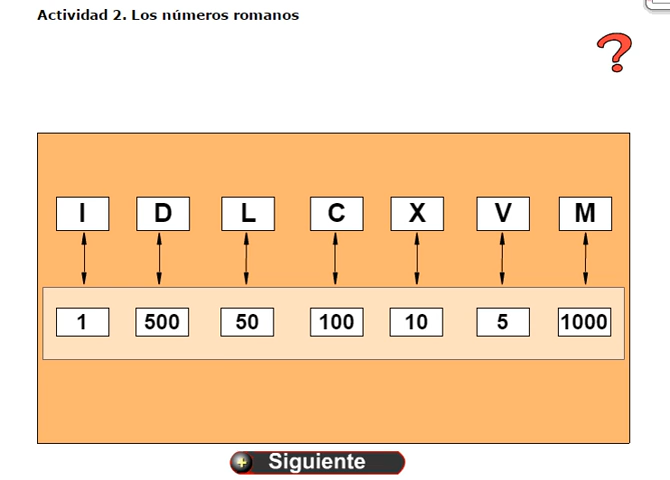 Actividad 2. Los números romanos
?
I D L C X V M
1 500 50 100 10 5 1000
Siguiente